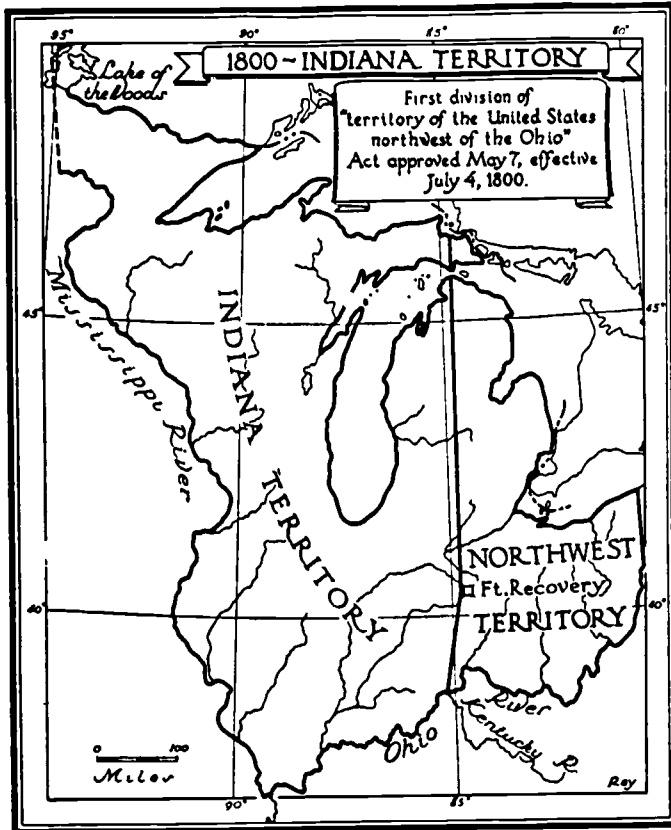 95° 90° 85° 80°
1800~INDIANA TERRITORY
Lake of
the Woods
First division of
"territory of the United States
northwest of the Ohio"
Act approved May 7, effective
July 4, 1800.
Mississippi River
INDIANA
TERRITORY
45° 45°
NORTHWEST
Ft. Recovery
TERRITORY
40° 40°
Ohio River
Kentucky R.
0 100
Miles
Rey
90° 85°